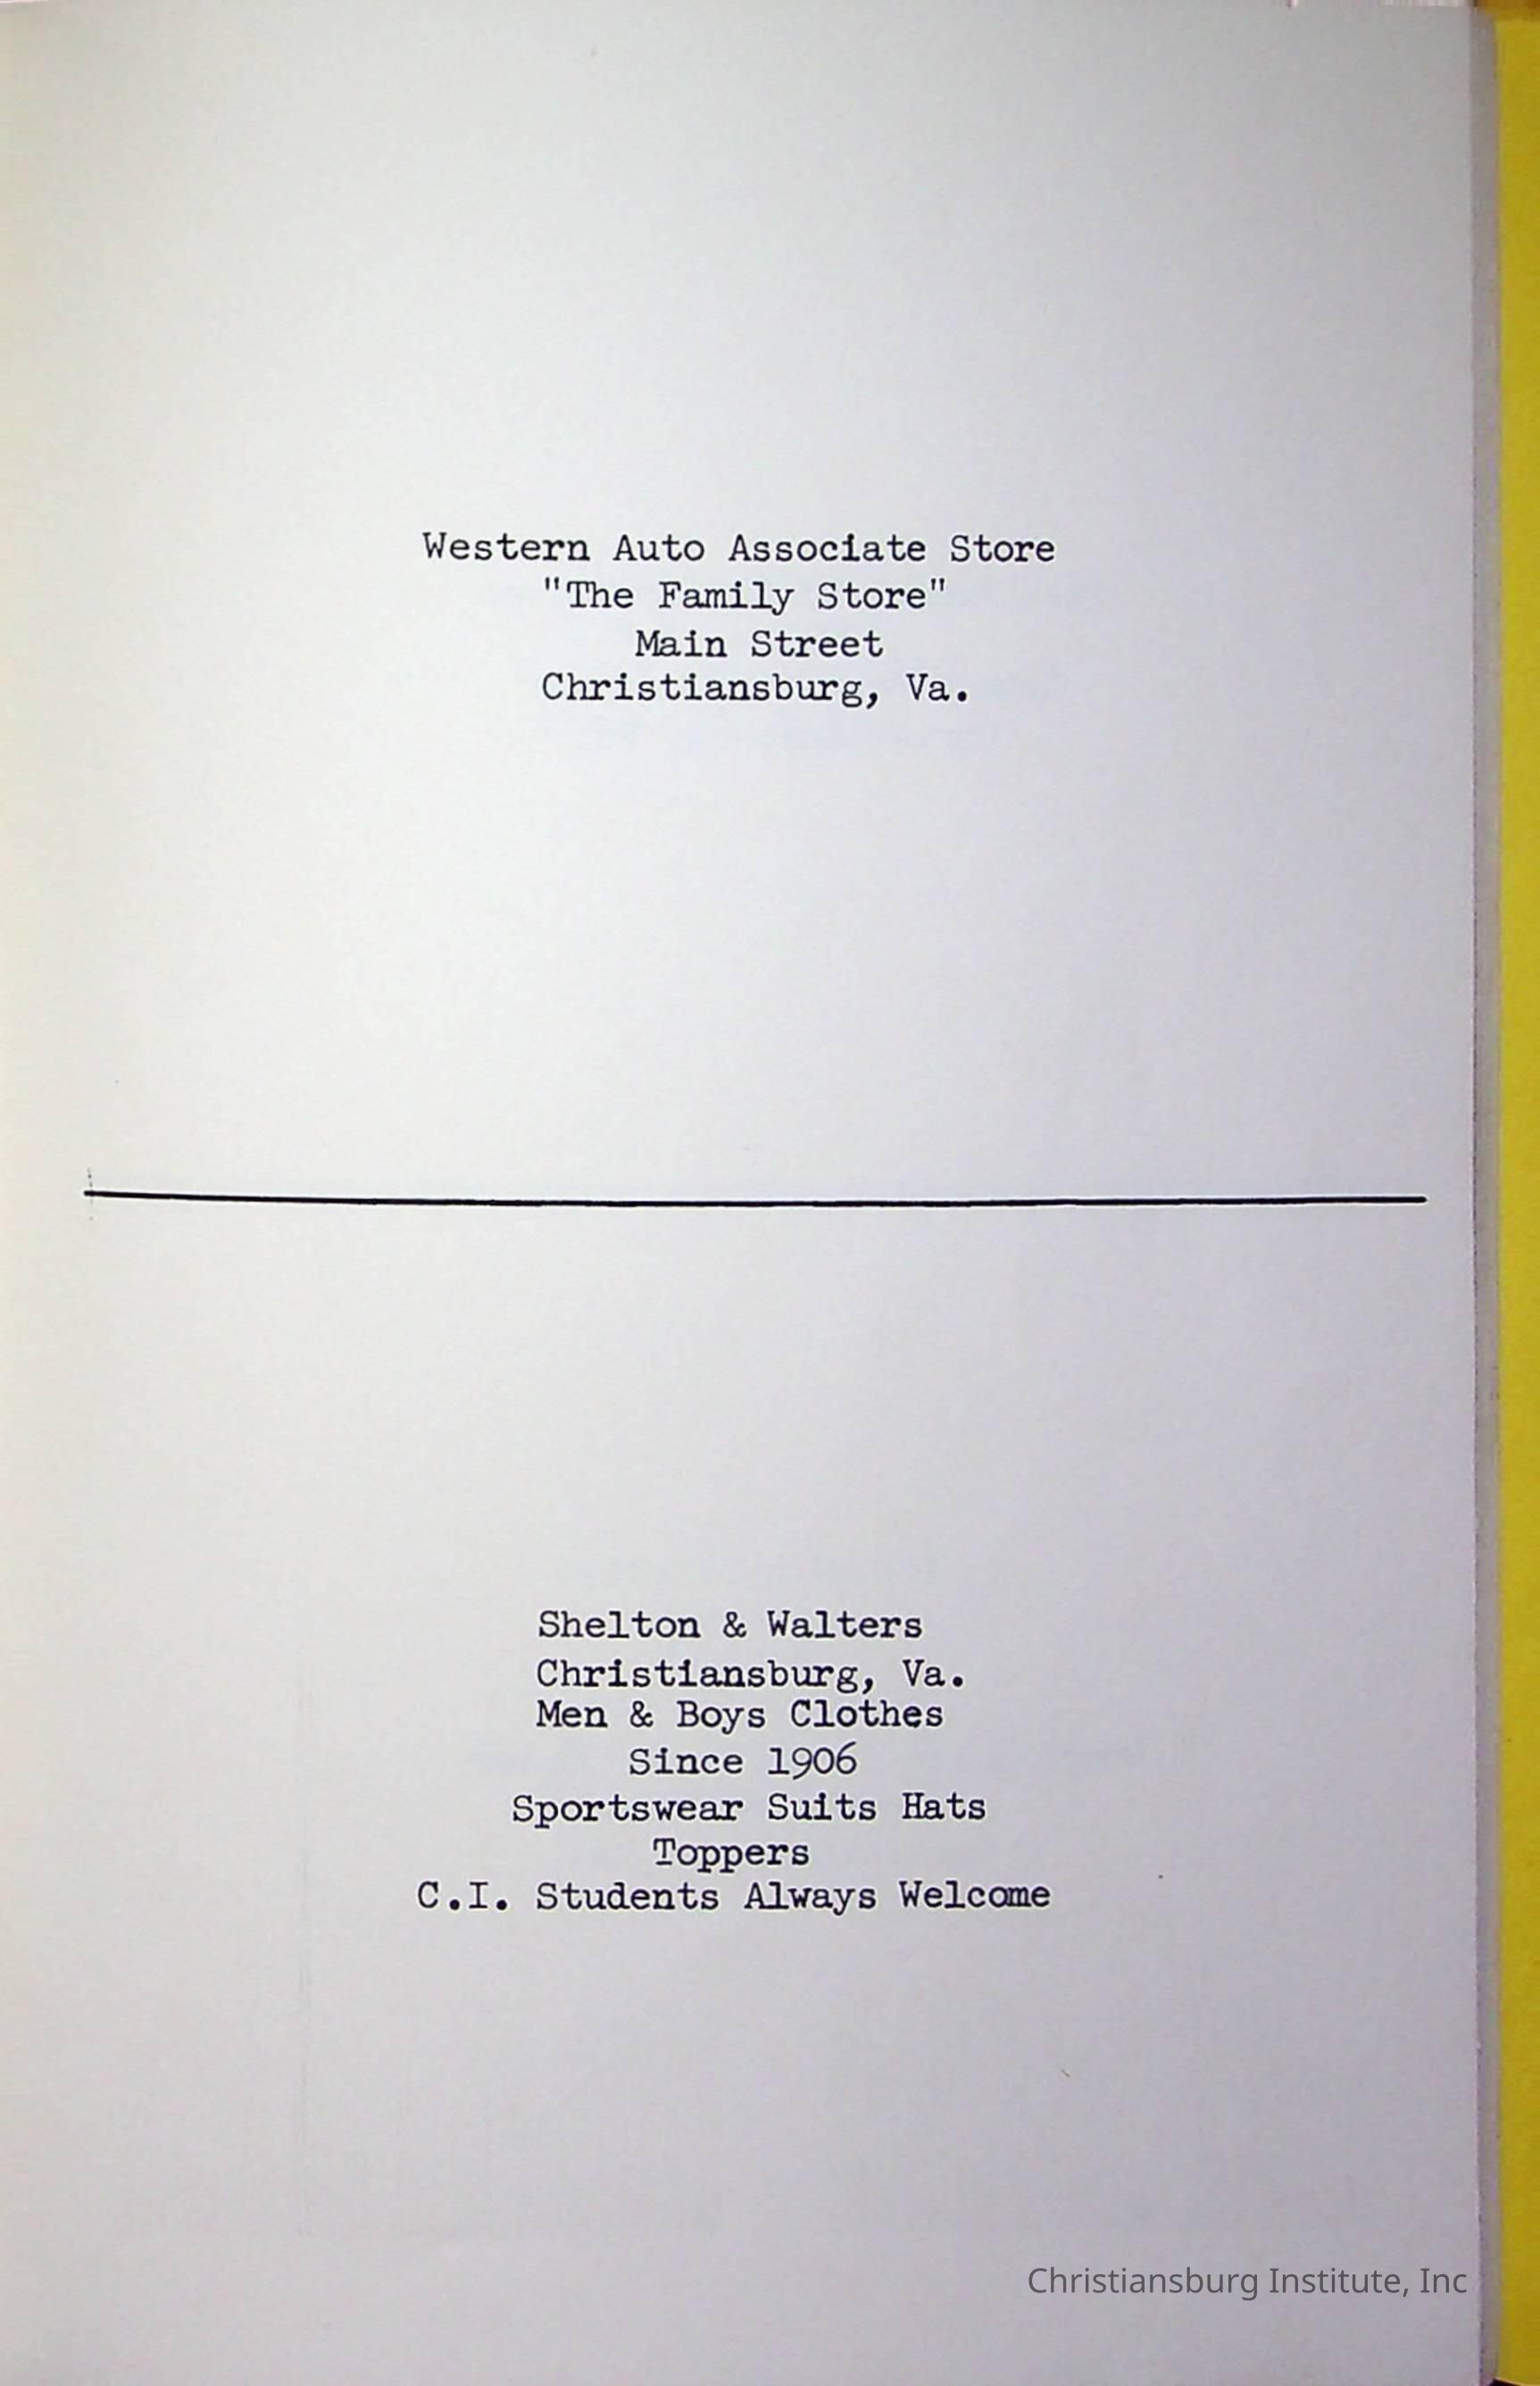 Western Auto Associate Store
"The Family Store"
Main Street
Christiansburg, Va.
Shelton & Walters
Christiansburg, Va.
Men & Boys Clothes
Since 1906
Sportswear Suits Hats
Toppers
C.I. Students Always Welcome
Christiansburg Institute, Inc